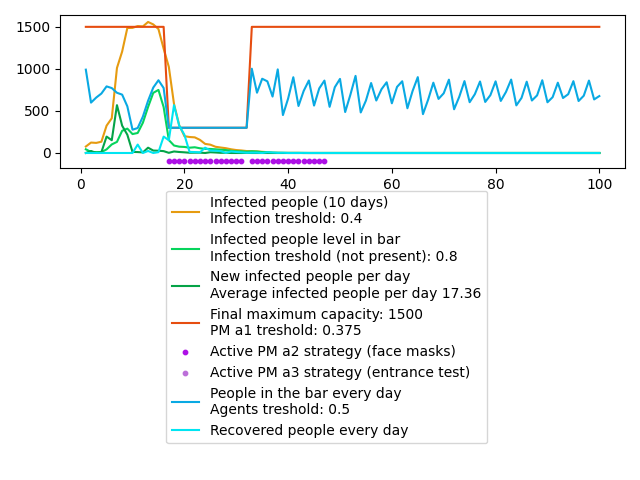 1500
1000
500
0
0
20
40
60
80
100
Infected people (10 days)
Infection treshold: 0.4
Infected people level in bar
Infection treshold (not present): 0.8
New infected people per day
Average infected people per day 17.36
Final maximum capacity: 1500
PM a1 treshold: 0.375
Active PM a2 strategy (face masks)
Active PM a3 strategy (entrance test)
People in the bar every day
Agents treshold: 0.5
Recovered people every day